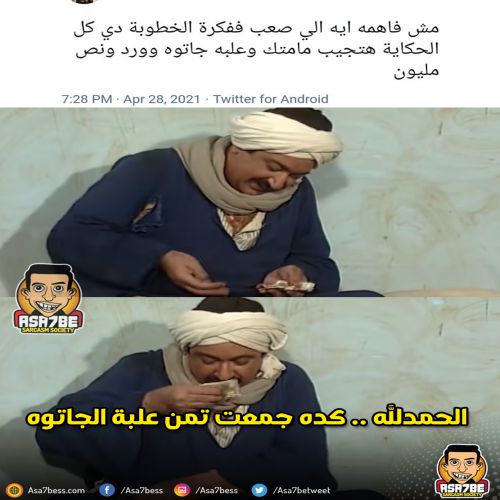 مش فاهمه ايه الي صعب ففكرة الخطوبة دي كل
الحكاية هتجيب مامتك وعلبه جاتوه وورد ونص
مليون
7:28 PM · Apr 28, 2021 · Twitter for Android
ASA7BE
SARCASM SOCIETY
الحمدلله .. كده جمعت تمن علبة الجاتوه
Asa7bess.com / Asa7bess / Asa7bess / Asa7betweet
ASA7BE
SARCASM SOCIETY